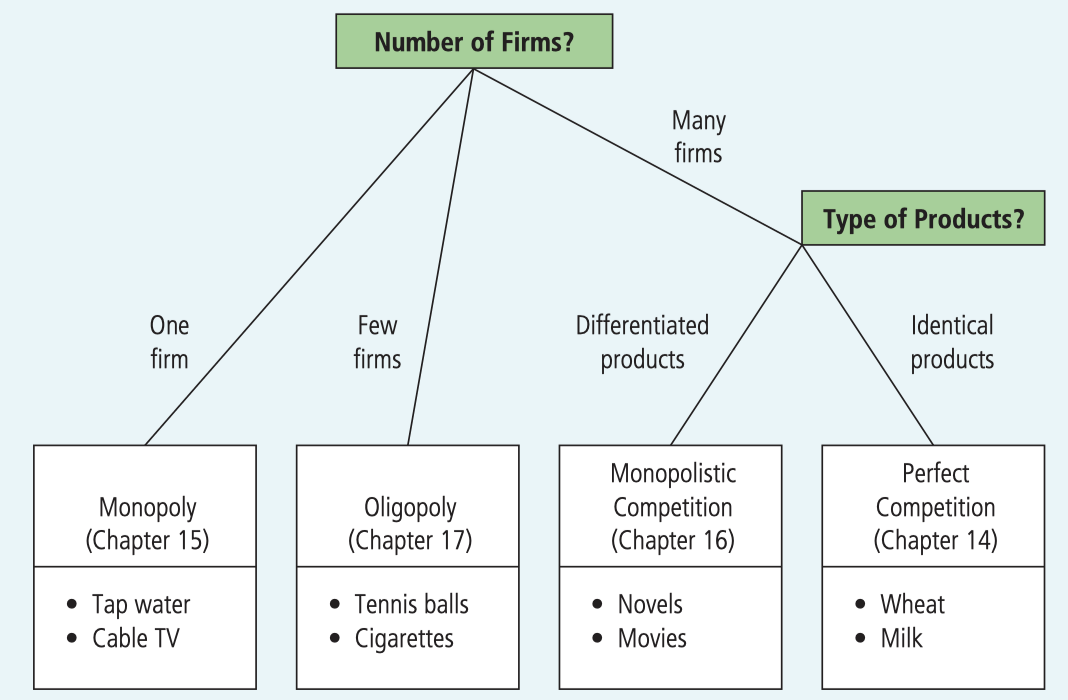 Number of Firms?
Many
firms
Type of Products?
One
firm
Few
firms
Differentiated
products
Identical
products
Monopoly
(Chapter 15)
• Tap water
• Cable TV
Oligopoly
(Chapter 17)
• Tennis balls
• Cigarettes
Monopolistic
Competition
(Chapter 16)
• Novels
• Movies
Perfect
Competition
(Chapter 14)
• Wheat
• Milk